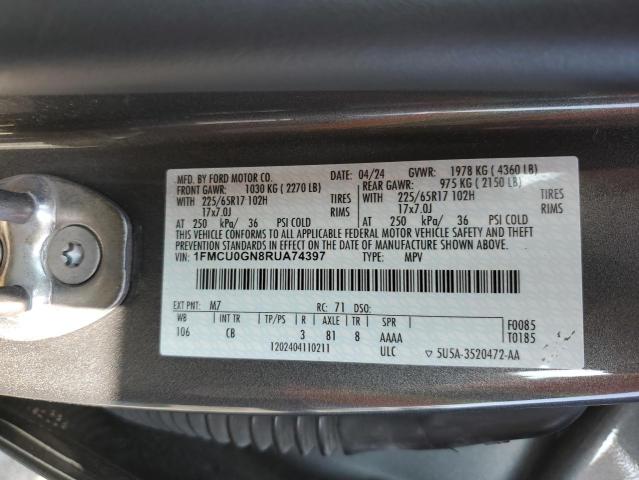 MFD. BY FORD MOTOR CO.
DATE: 04/24 GVWR: 1978 KG ( 4360 LB)
FRONT GAWR: 1030 KG ( 2270 LB) REAR GAWR: 975 KG ( 2150 LB)
WITH 225/65R17 102H TIRES WITH 225/65R17 102H TIRES
17x7.0J RIMS 17x7.0J RIMS
AT 250 kPa/ 36 PSI COLD AT 250 kPa/ 36 PSI COLD
THIS VEHICLE CONFORMS TO ALL APPLICABLE FEDERAL MOTOR VEHICLE SAFETY AND THEFT
PREVENTION STANDARDS IN EFFECT ON THE DATE OF MANUFACTURE SHOWN ABOVE.
VIN: 1FMCU0GN8RUA74397 TYPE: MPV
EXT PNT: M7 RC: 71 DSO:
WB INT TR TP/PS R AXLE TR SPR F0085
106 CB 3 81 8 AAAA T0185
120240411021​1 ULC 5U5A-3520472-AA